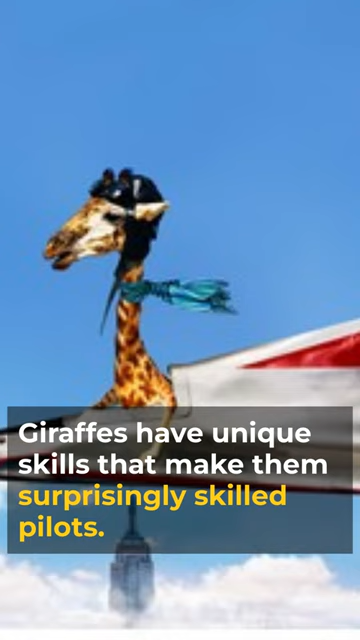 Giraffes have unique
skills that make them
surprisingly skilled
pilots.